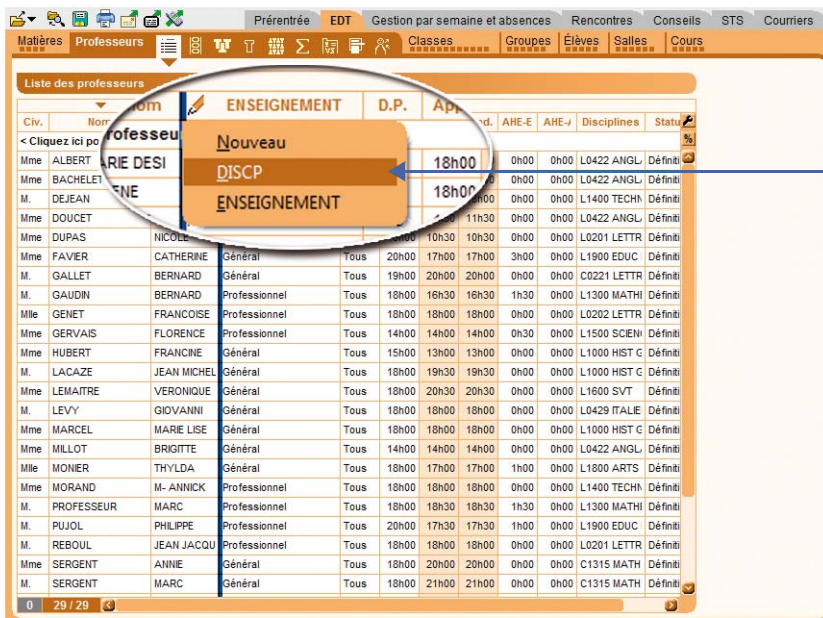 Prérentrée EDT Gestion par semaine et absences Rencontres Conseils STS Courriers
Matières Professeurs Classes Groupes Élèves Salles Cours
Liste des professeurs
nom ENSEIGNEMENT D.P. App
Civ. Nom AHE-E AHE-A Disciplines Statu
< Cliquez ici po rofesseu
Nouveau
DISCP
ENSEIGNEMENT
Mme ALBERT ARIE DESI 18h00 0h00 0h00 L0422 ANGL Définiti
Mme BACHELET ENE 18h00 0h00 0h00 L0422 ANGL Définiti
M. DEJEAN 0h00 0h00 L1400 TECHN Définiti
Mme DOUCET 11h30 0h00 0h00 L0422 ANGL Définiti
Mme DUPAS NICOLE 10h30 10h30 0h00 0h00 L0201 LETTR Définiti
Mme FAVIER CATHERINE Général Tous 20h00 17h00 17h00 3h00 0h00 L1900 EDUC Définiti
M. GALLET BERNARD Général Tous 19h00 20h00 20h00 0h00 0h00 C0221 LETTR Définiti
M. GAUDIN BERNARD Professionnel Tous 18h00 16h30 16h30 1h30 0h00 L1300 MATHI Définiti
Mlle GENET FRANCOISE Professionnel Tous 18h00 18h00 18h00 0h00 0h00 L0202 LETTR Définiti
Mme GERVAIS FLORENCE Professionnel Tous 14h00 14h00 14h00 0h30 0h00 L1500 SCIEN Définiti
Mme HUBERT FRANCINE Général Tous 15h00 13h00 13h00 0h00 0h00 L1000 HIST G Définiti
M. LACAZE JEAN MICHEL Général Tous 18h00 19h30 19h30 0h00 0h00 L1000 HIST G Définiti
Mme LEMAITRE VERONIQUE Général Tous 18h00 20h30 20h30 0h00 0h00 L1600 SVT Définiti
M. LEVY GIOVANNI Général Tous 18h00 18h00 18h00 0h00 0h00 L0429 ITALIE Définiti
Mme MARCEL MARIE LISE Général Tous 18h00 18h00 18h00 0h00 0h00 L1000 HIST G Définiti
Mme MILLOT BRIGITTE Général Tous 14h00 14h00 14h00 0h00 0h00 L0422 ANGL Définiti
Mlle MONIER THYLDA Général Tous 18h00 17h00 17h00 1h00 0h00 L1800 ARTS Définiti
Mme MORAND M- ANNICK Professionnel Tous 18h00 18h00 18h00 0h00 0h00 L1400 TECHN Définiti
M. PROFESSEUR MARC Professionnel Tous 18h00 18h30 18h30 1h30 0h00 L1300 MATHI Définiti
M. PUJOL PHILIPPE Professionnel Tous 20h00 17h30 17h30 1h00 0h00 L1900 EDUC Définiti
M. REBOUL JEAN JACQU Professionnel Tous 18h00 18h00 18h00 0h00 0h00 L0201 LETTR Définiti
Mme SERGENT ANNIE Général Tous 18h00 20h00 20h00 0h00 0h00 C1315 MATH Définiti
M. SERGENT MARC Général Tous 18h00 21h00 21h00 0h00 0h00 C1315 MATH Définiti
0 29 / 29